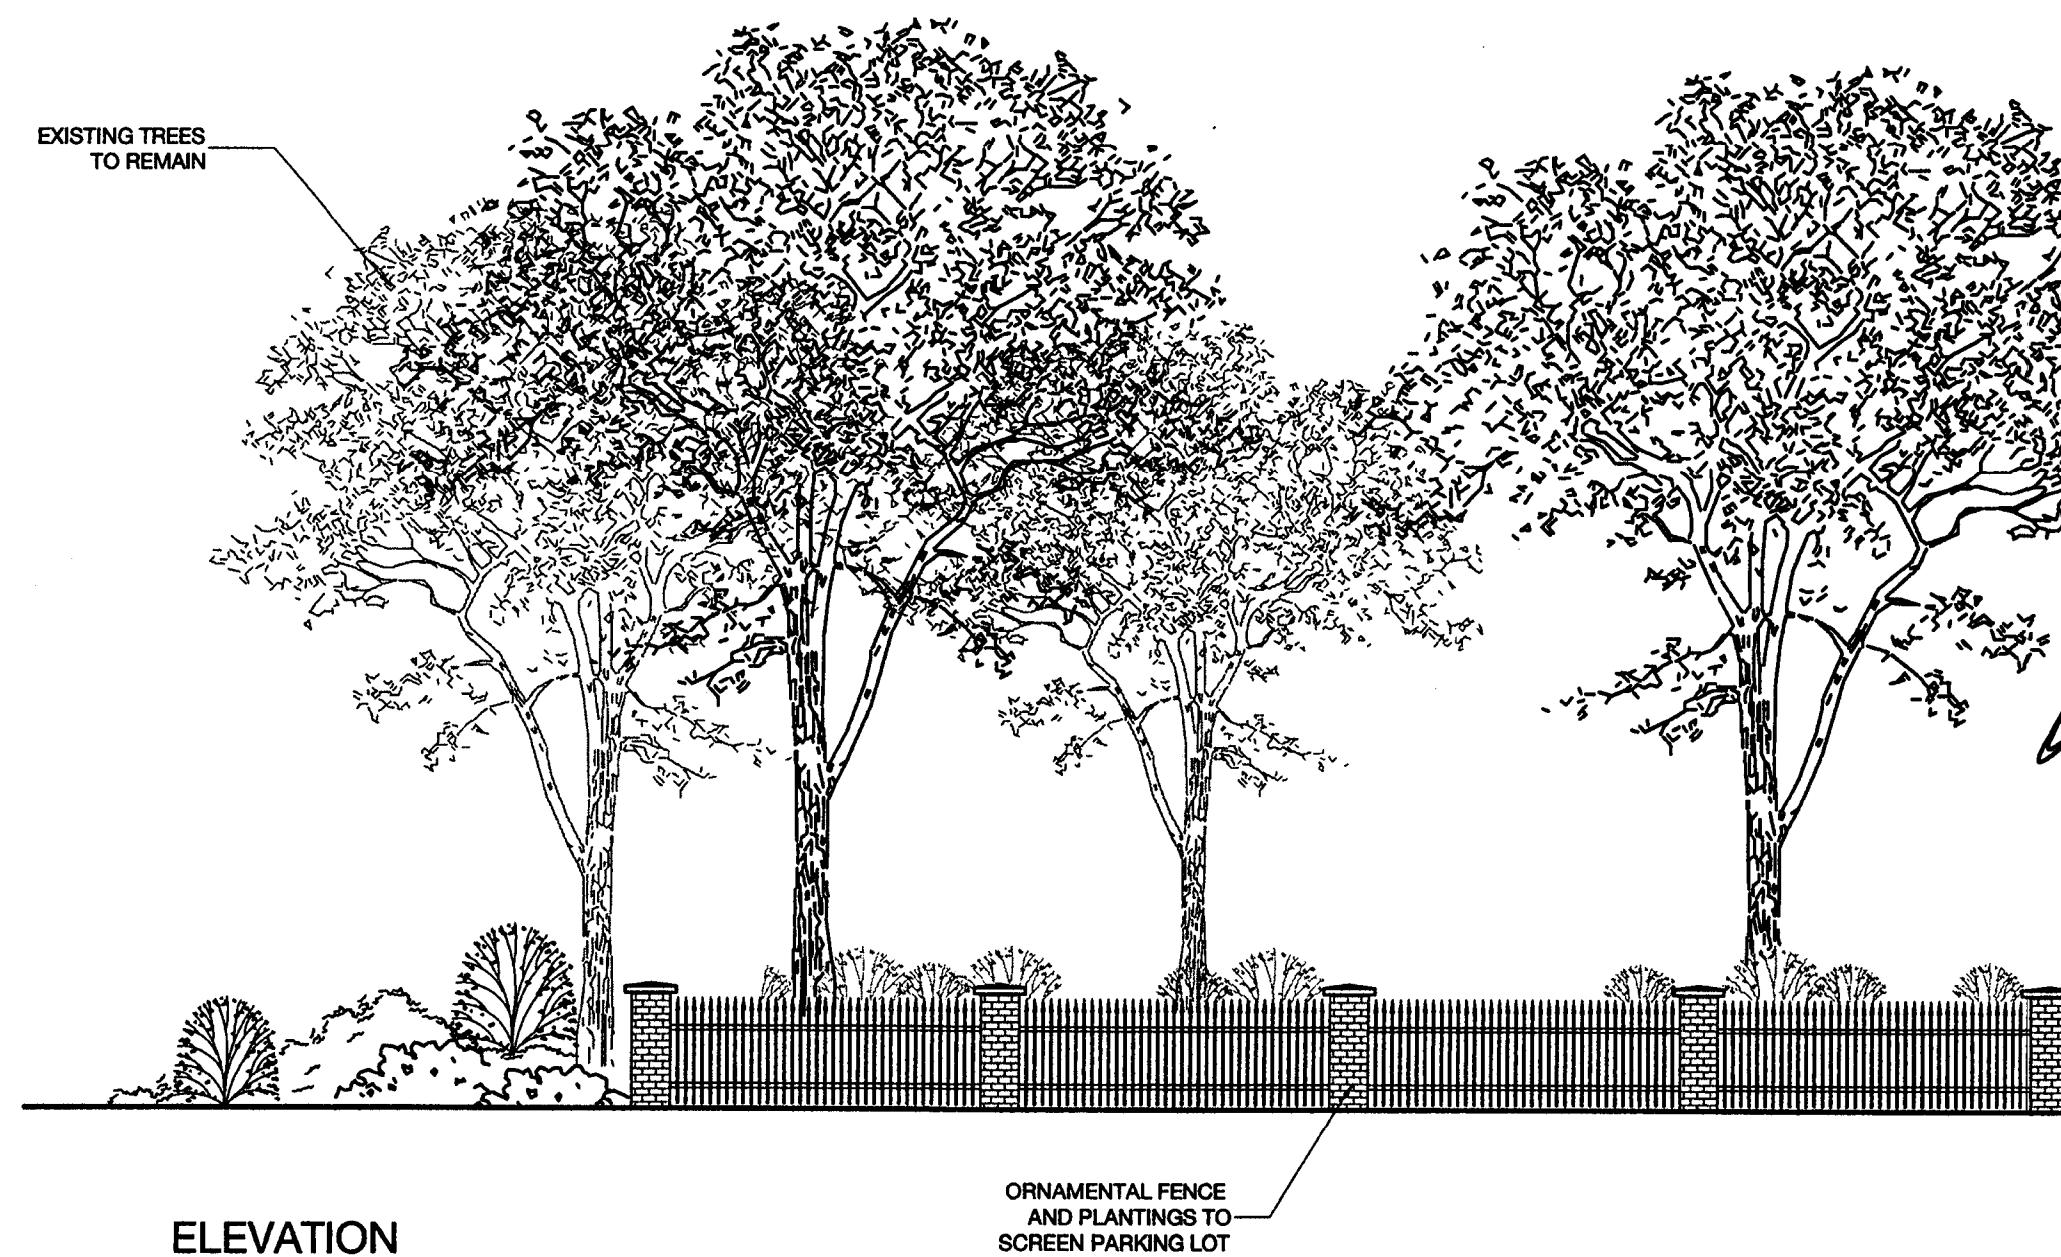 EXISTING TREES
TO REMAIN
ORNAMENTAL FENCE
AND PLANTINGS TO
SCREEN PARKING LOT
ELEVATION